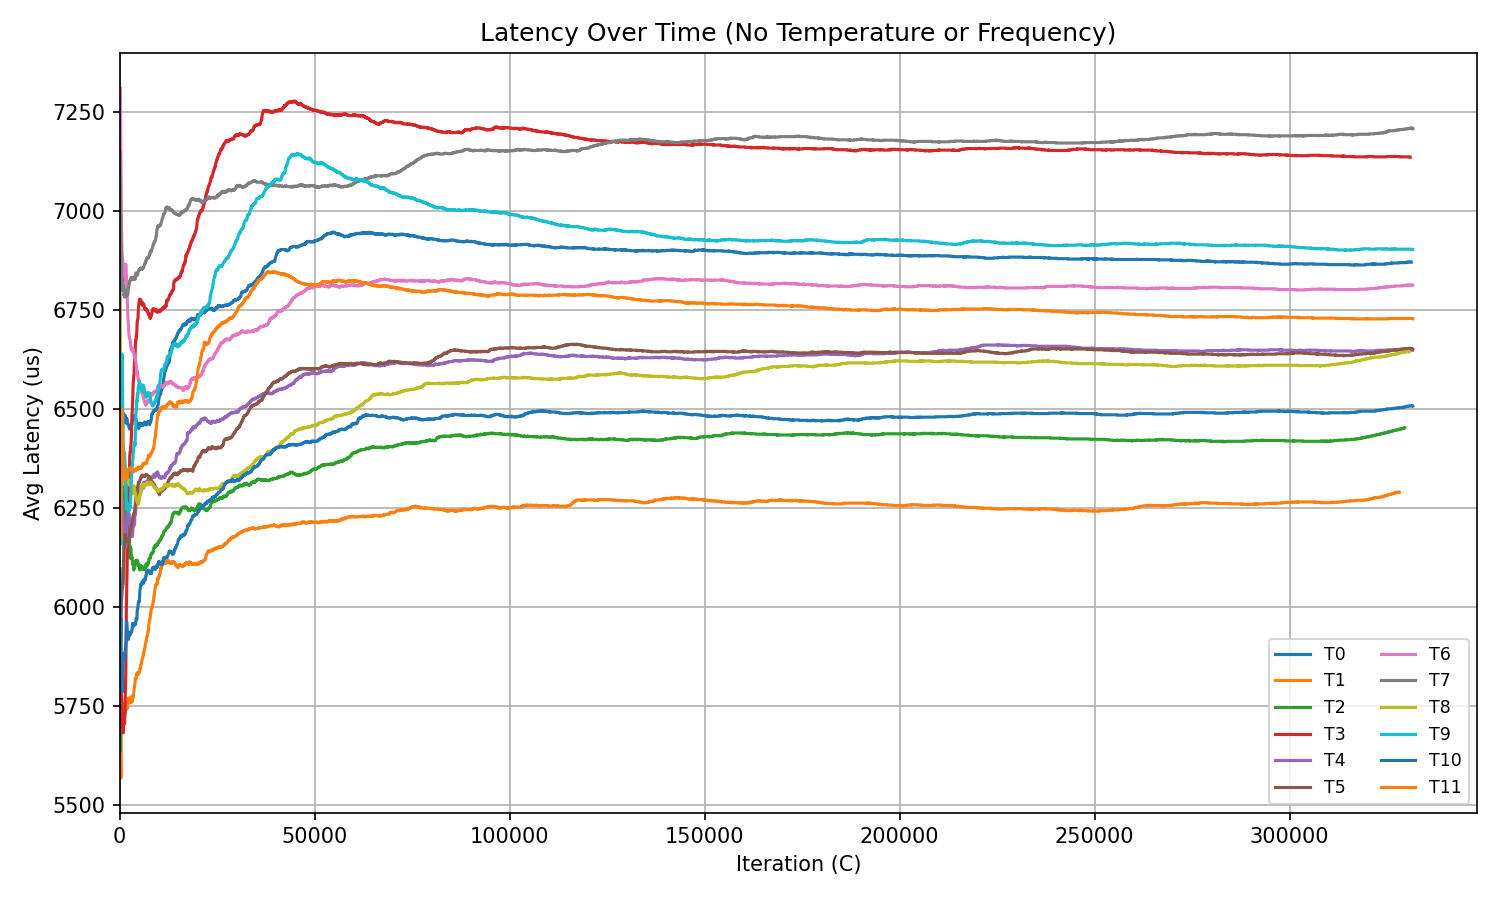 Latency Over Time (No Temperature or Frequency)
Avg Latency (us)
7250
7000
6750
6500
6250
6000
5750
5500
0 50000 100000 150000 200000 250000 300000
Iteration (C)
T0 T6
T1 T7
T2 T8
T3 T9
T4 T10
T5 T11